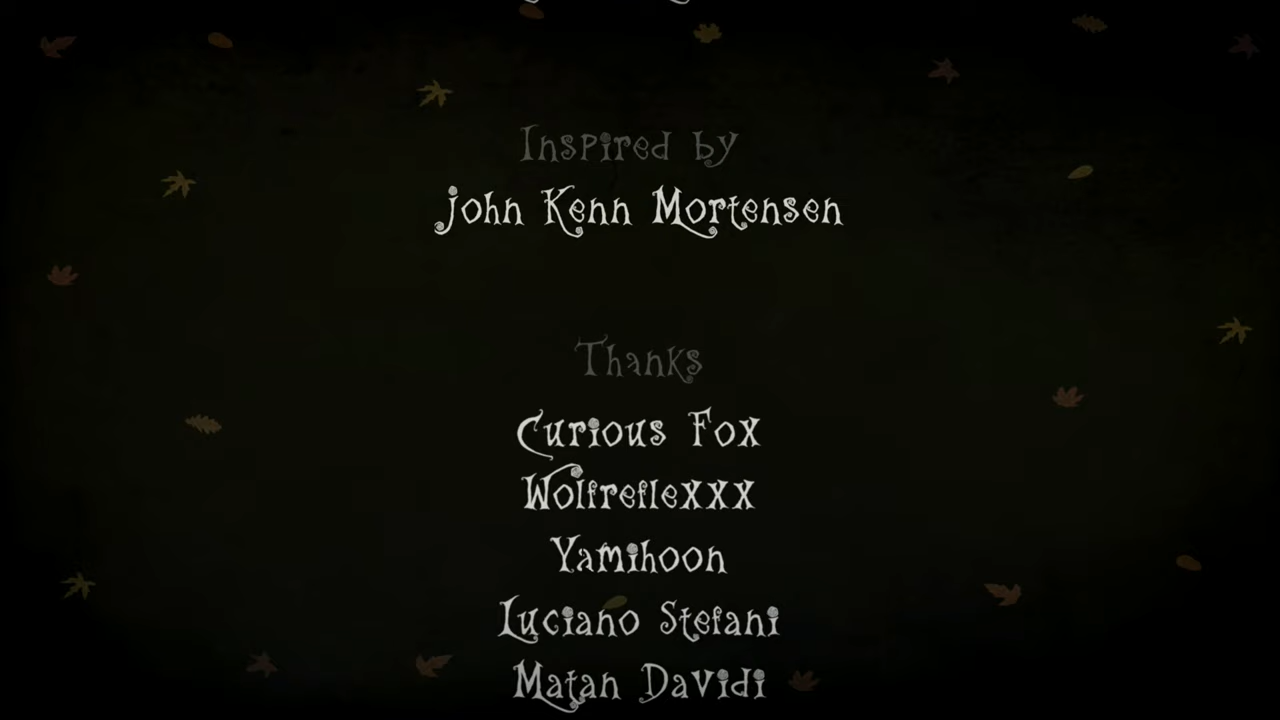 Inspired by
John Kenn Mortensen
Thanks
Curious Fox
WolfrefleXXX
Yamihoon
Luciano Stefani
Matan Davidi